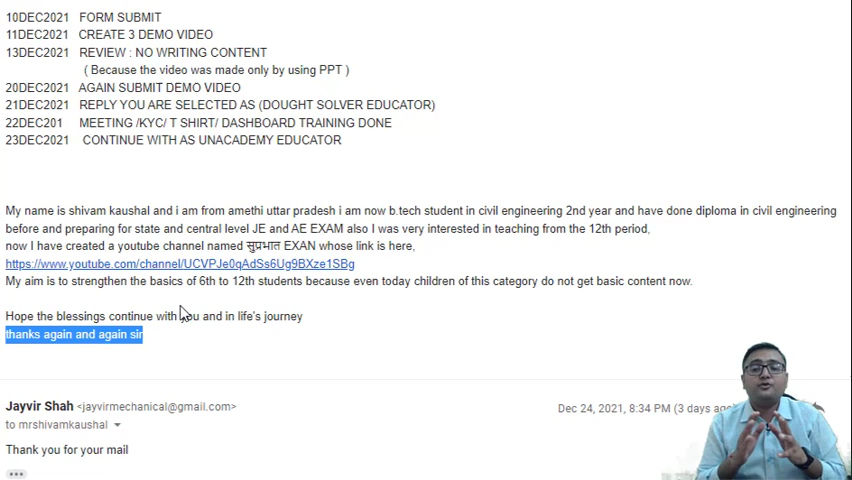 10DEC2021 FORM SUBMIT
11DEC2021 CREATE 3 DEMO VIDEO
13DEC2021 REVIEW : NO WRITING CONTENT
( Because the video was made only by using PPT )
20DEC2021 AGAIN SUBMIT DEMO VIDEO
21DEC2021 REPLY YOU ARE SELECTED AS (DOUGHT SOLVER EDUCATOR)
22DEC201 MEETING /KYC/ T SHIRT/ DASHBOARD TRAINING DONE
23DEC2021 CONTINUE WITH AS UNACADEMY EDUCATOR
My name is shivam kaushal and i am from amethi uttar pradesh i am now b.tech student in civil engineering 2nd year and have done diploma in civil engineering
before and preparing for state and central level JE and AE EXAM also I was very interested in teaching from the 12th period,
now I have created a youtube channel named सुप्रभात EXAN whose link is here,
https://www.youtube.com/channel/UCVPJe0qAdSs6Ug9BXze1SBg
My aim is to strengthen the basics of 6th to 12th students because even today children of this category do not get basic content now.
Hope the blessings continue with you and in life's journey
thanks again and again sir
Jayvir Shah <jayvirmechanical@gmail.com>
Dec 24, 2021, 8:34 PM (3 days ago)
to mrshivamkaushal
Thank you for your mail